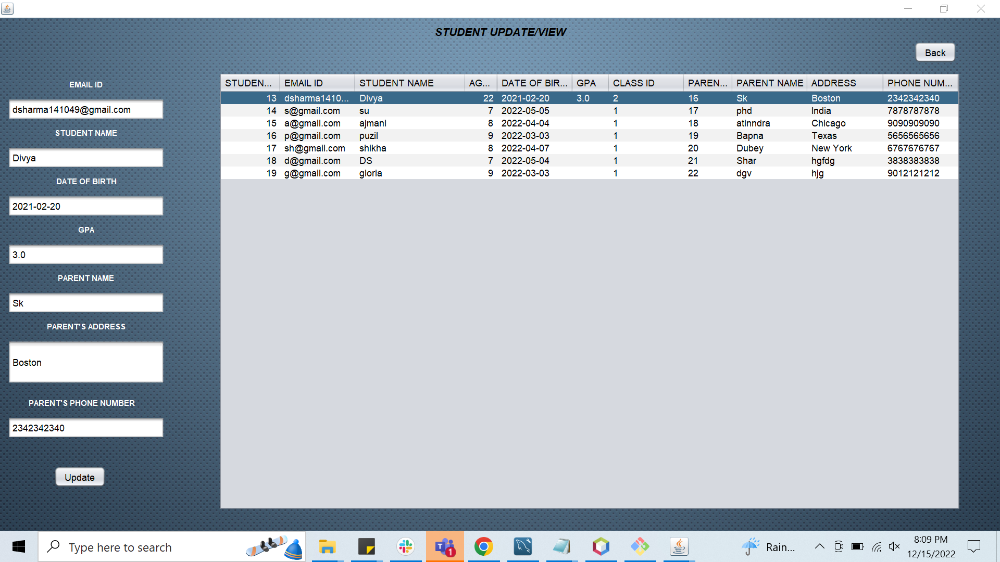 STUDENT UPDATE/VIEW
Back
EMAIL ID
dsharma141049@gmail.com
STUDENT NAME
Divya
DATE OF BIRTH
2021-02-20
GPA
3.0
PARENT NAME
Sk
PARENT'S ADDRESS
Boston
PARENT'S PHONE NUMBER
2342342340
Update
STUDEN... EMAIL ID STUDENT NAME AG... DATE OF BIR... GPA CLASS ID PAREN... PARENT NAME ADDRESS PHONE NUM...
13 dsharma1410... Divya 22 2021-02-20 3.0 2 16 Sk Boston 2342342340
14 s@gmail.com su 7 2022-05-05 1 17 phd India 7878787878
15 a@gmail.com ajmani 8 2022-04-04 1 18 atinndra Chicago 9090909090
16 p@gmail.com puzil 9 2022-03-03 1 19 Bapna Texas 5656565656
17 sh@gmail.com shikha 8 2022-04-07 1 20 Dubey New York 6767676767
18 d@gmail.com DS 7 2022-05-04 1 21 Shar hgfdg 3838383838
19 g@gmail.com gloria 9 2022-03-03 1 22 dgv hjg 9012121212
Type here to search
T 1
Rain...
8:09 PM
12/15/2022